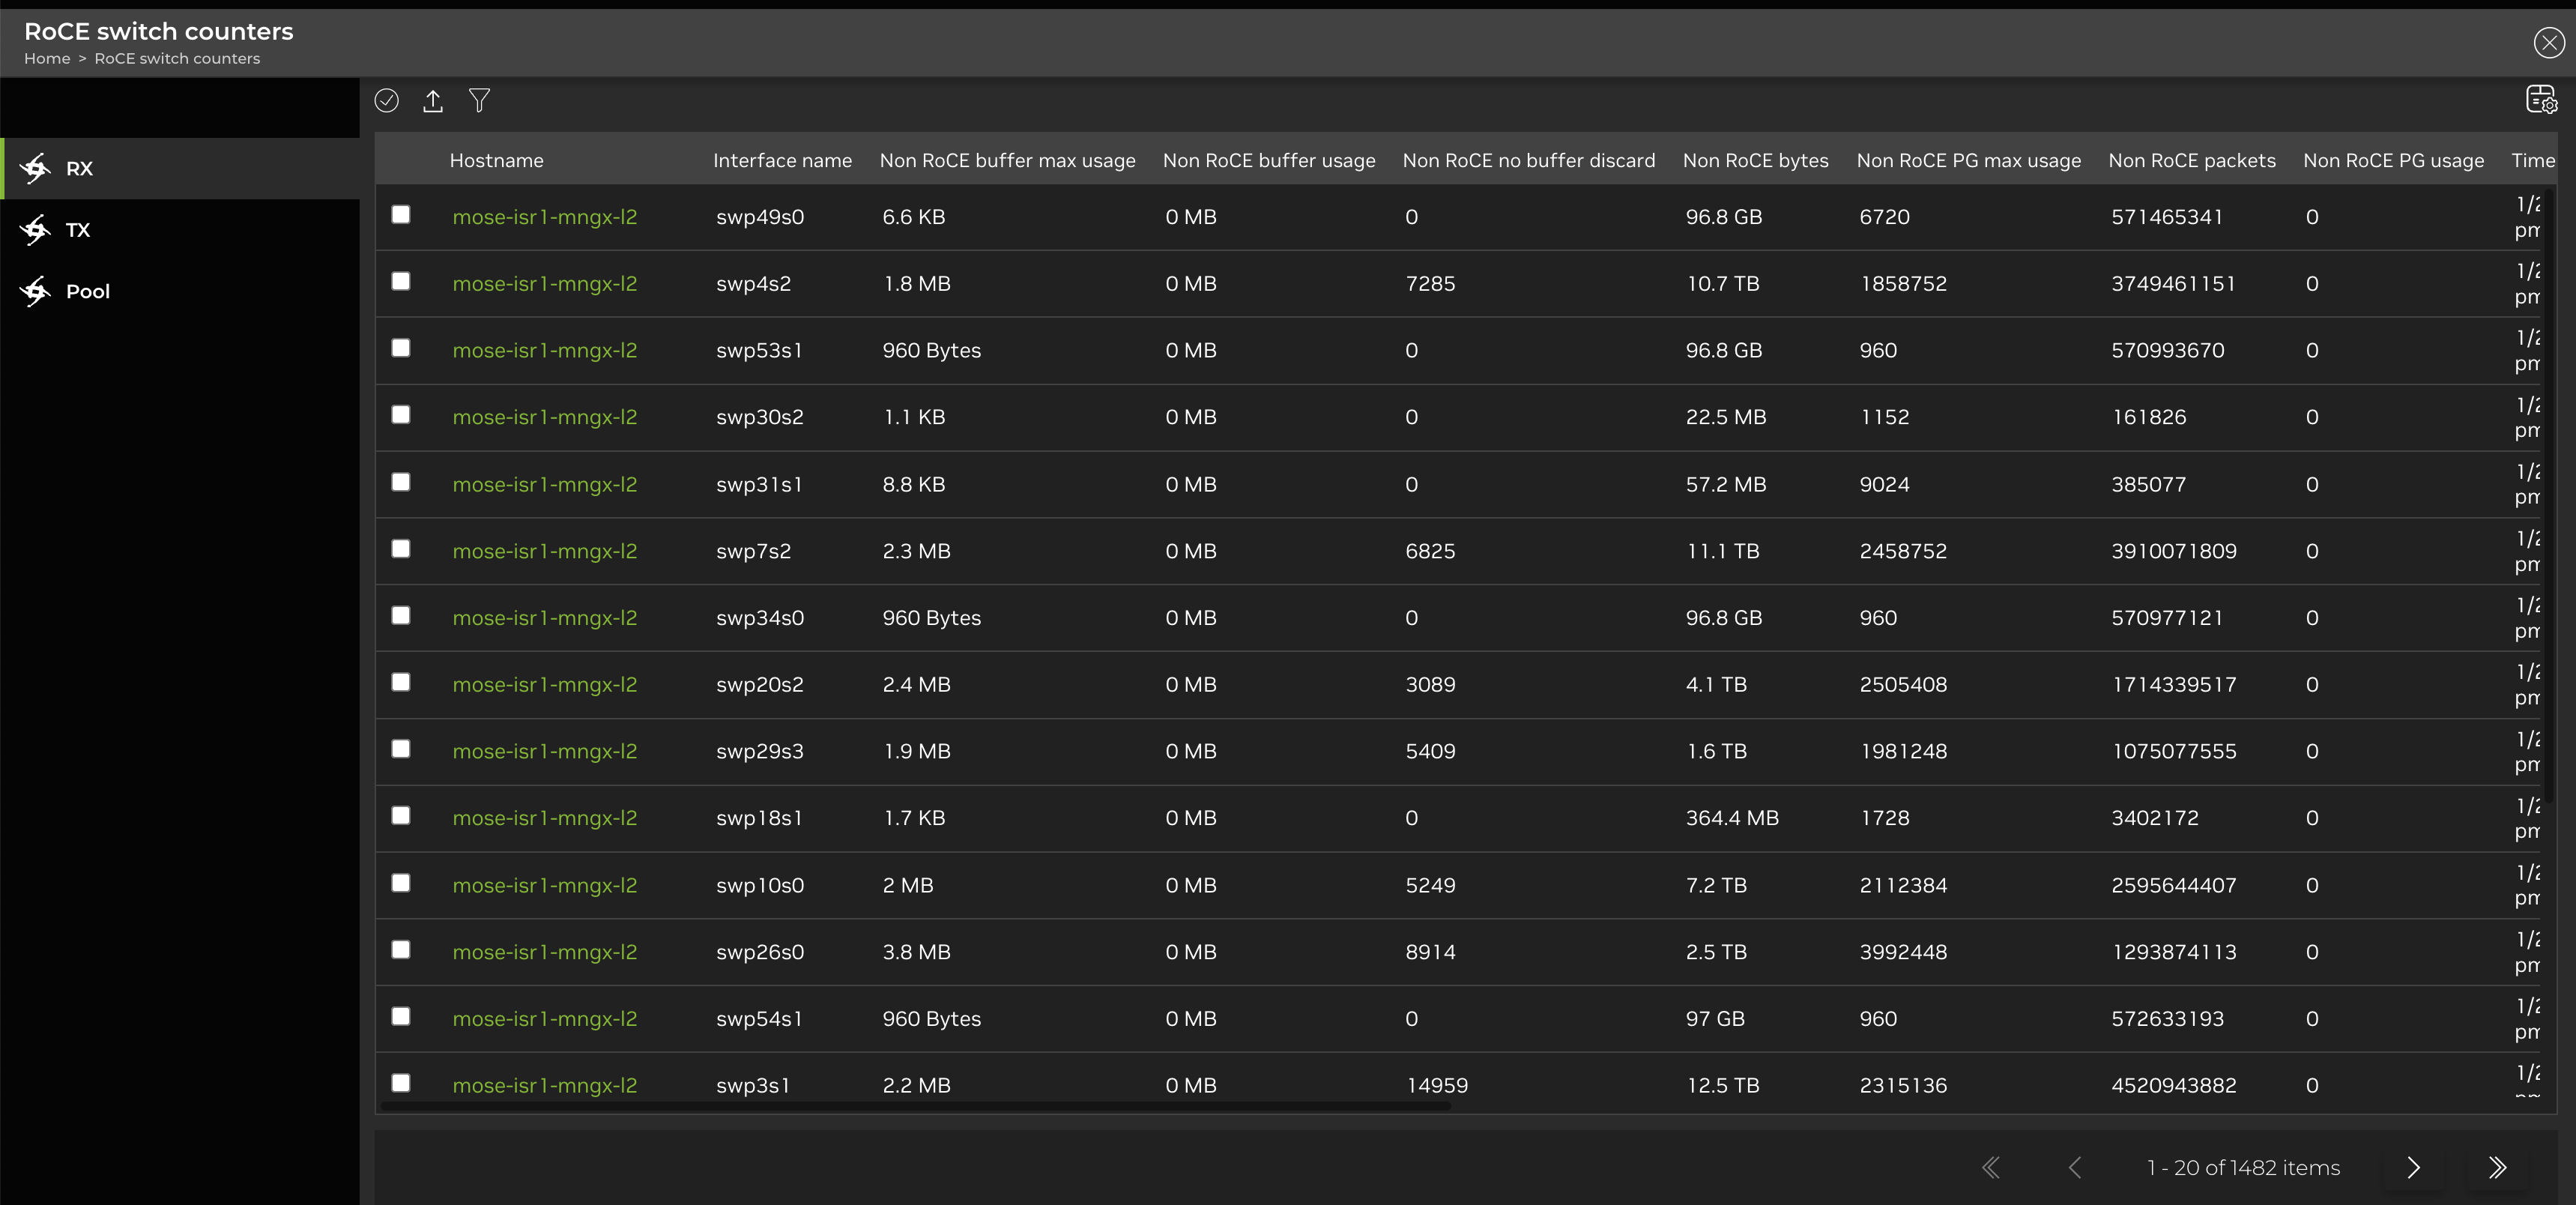 RoCE switch counters
Home > RoCE switch counters
RX
TX
Pool
Hostname Interface name Non RoCE buffer max usage Non RoCE buffer usage Non RoCE no buffer discard Non RoCE bytes Non RoCE PG max usage Non RoCE packets Non RoCE PG usage Time
mose-isr1-mngx-l2 swp49s0 6.6 KB 0 MB 0 96.8 GB 6720 571465341 0 1/2
pm
mose-isr1-mngx-l2 swp4s2 1.8 MB 0 MB 7285 10.7 TB 1858752 3749461151 0 1/2
pm
mose-isr1-mngx-l2 swp53s1 960 Bytes 0 MB 0 96.8 GB 960 570993670 0 1/2
pm
mose-isr1-mngx-l2 swp30s2 1.1 KB 0 MB 0 22.5 MB 1152 161826 0 1/2
pm
mose-isr1-mngx-l2 swp31s1 8.8 KB 0 MB 0 57.2 MB 9024 385077 0 1/2
pm
mose-isr1-mngx-l2 swp7s2 2.3 MB 0 MB 6825 11.1 TB 2458752 3910071809 0 1/2
pm
mose-isr1-mngx-l2 swp34s0 960 Bytes 0 MB 0 96.8 GB 960 570977121 0 1/2
pm
mose-isr1-mngx-l2 swp20s2 2.4 MB 0 MB 3089 4.1 TB 2505408 1714339517 0 1/2
pm
mose-isr1-mngx-l2 swp29s3 1.9 MB 0 MB 5409 1.6 TB 1981248 1075077555 0 1/2
pm
mose-isr1-mngx-l2 swp18s1 1.7 KB 0 MB 0 364.4 MB 1728 3402172 0 1/2
pm
mose-isr1-mngx-l2 swp10s0 2 MB 0 MB 5249 7.2 TB 2112384 2595644407 0 1/2
pm
mose-isr1-mngx-l2 swp26s0 3.8 MB 0 MB 8914 2.5 TB 3992448 1293874113 0 1/2
pm
mose-isr1-mngx-l2 swp54s1 960 Bytes 0 MB 0 97 GB 960 572633193 0 1/2
pm
mose-isr1-mngx-l2 swp3s1 2.2 MB 0 MB 14959 12.5 TB 2315136 4520943882 0 1/2
1 - 20 of 1482 items